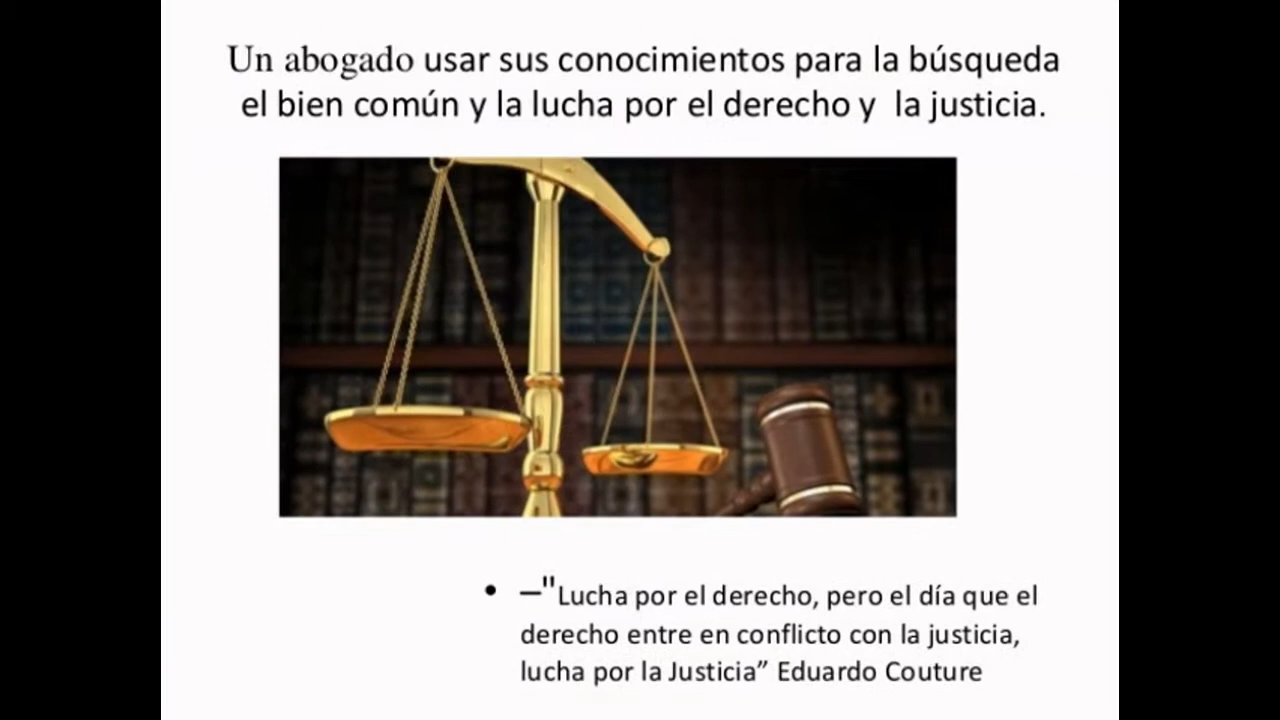 Un abogado usar sus conocimientos para la búsqueda
el bien común y la lucha por el derecho y  la justicia.
• –"Lucha por el derecho, pero el día que el
derecho entre en conflicto con la justicia,
lucha por la Justicia” Eduardo Couture